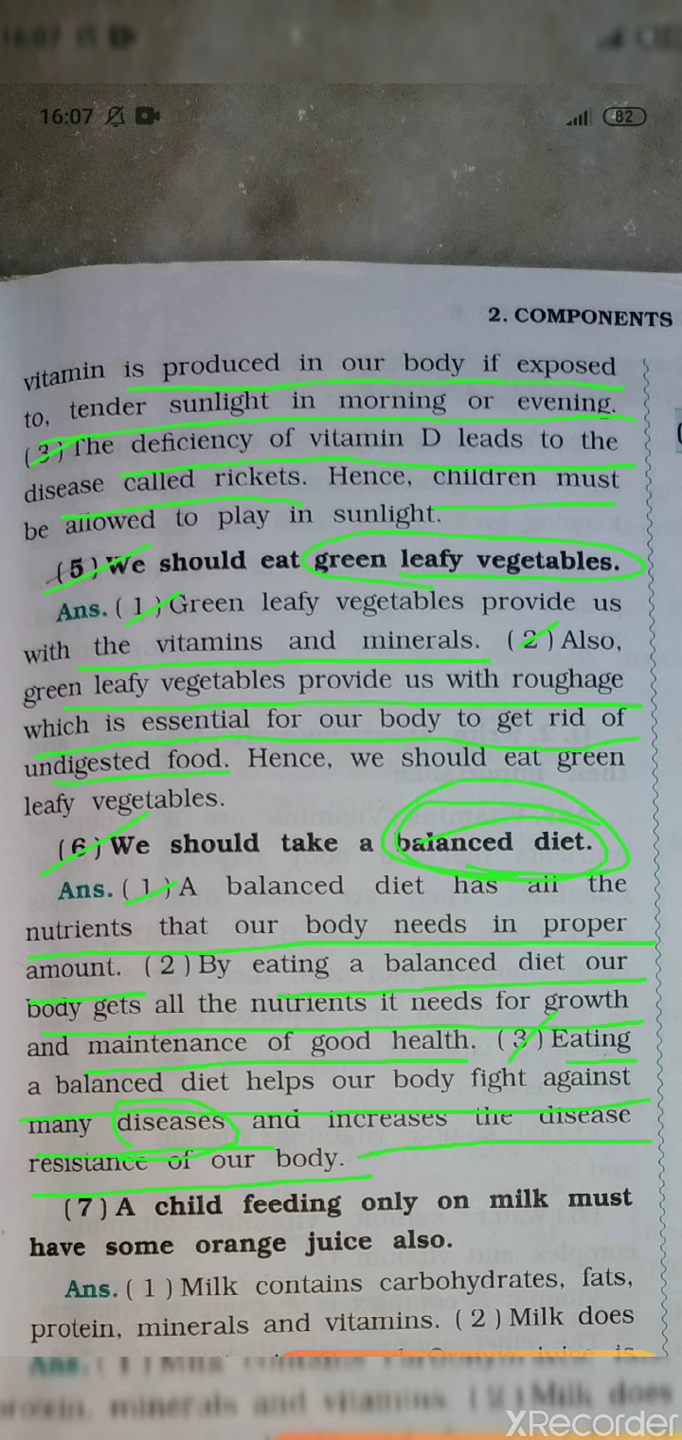 16:07
82
2. COMPONENTS
vitamin is produced in our body if exposed
to, tender sunlight in morning or evening.
(3) The deficiency of vitamin D leads to the
disease called rickets. Hence, children must
be allowed to play in sunlight.
(5) We should eat green leafy vegetables.
Ans. (1) Green leafy vegetables provide us
with the vitamins and minerals. (2) Also,
green leafy vegetables provide us with roughage
which is essential for our body to get rid of
undigested food. Hence, we should eat green
leafy vegetables.
(6) We should take a balanced diet.
Ans. (1) A balanced diet has all the
nutrients that our body needs in proper
amount. (2) By eating a balanced diet our
body gets all the nutrients it needs for growth
and maintenance of good health. (3) Eating
a balanced diet helps our body fight against
many diseases and increases the disease
resistance of our body.
(7) A child feeding only on milk must
have some orange juice also.
Ans. (1) Milk contains carbohydrates, fats,
protein, minerals and vitamins. (2) Milk does
XRecorder